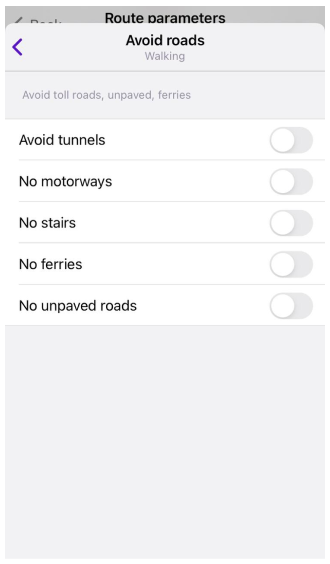 Route parameters
Avoid roads
Walking
Avoid toll roads, unpaved, ferries
Avoid tunnels
No motorways
No stairs
No ferries
No unpaved roads